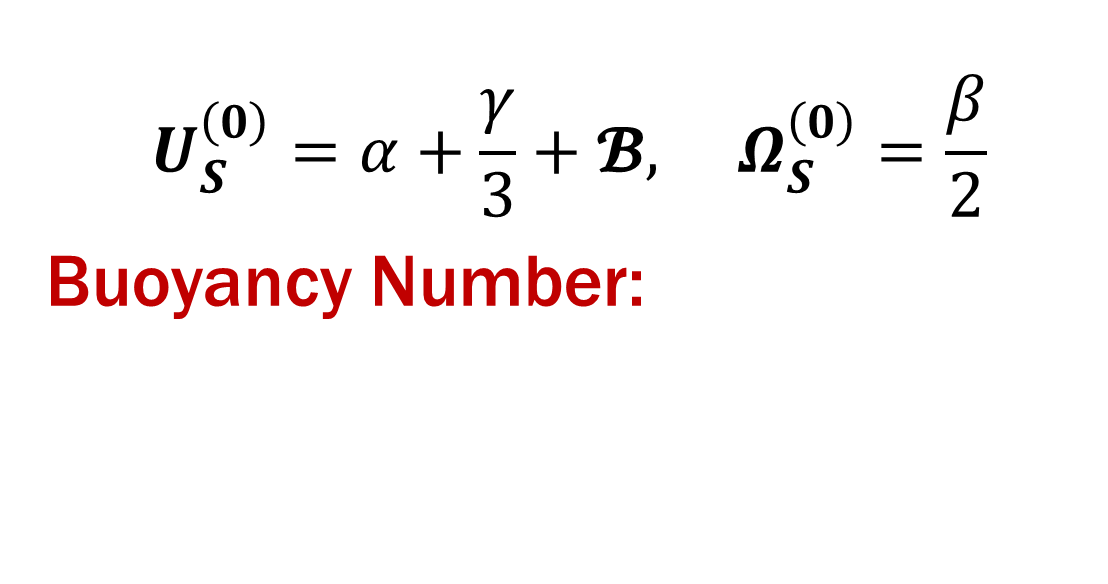 𝑼_𝑺^(𝟎) = α + γ/3 + 𝓑, 𝜴_𝑺^(𝟎) = β/2
Buoyancy Number: